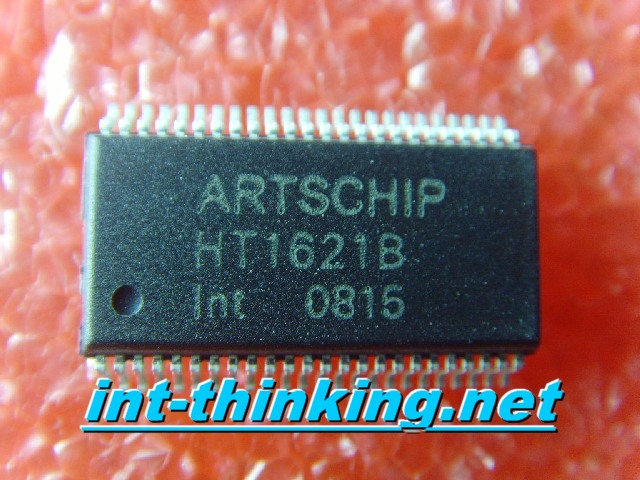 ARTSCHIP
HT1621B
Int 0815
int-thinking.net